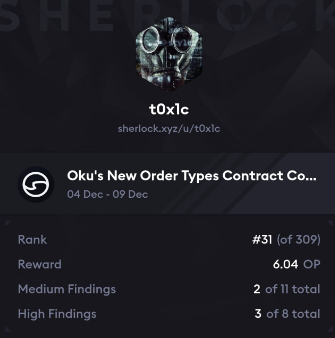 SHERLOCK
t0x1c
sherlock.xyz/u/t0x1c
Oku's New Order Types Contract Co...
04 Dec - 09 Dec
Rank #31 (of 309)
Reward 6.04 OP
Medium Findings 2 of 11 total
High Findings 3 of 8 total